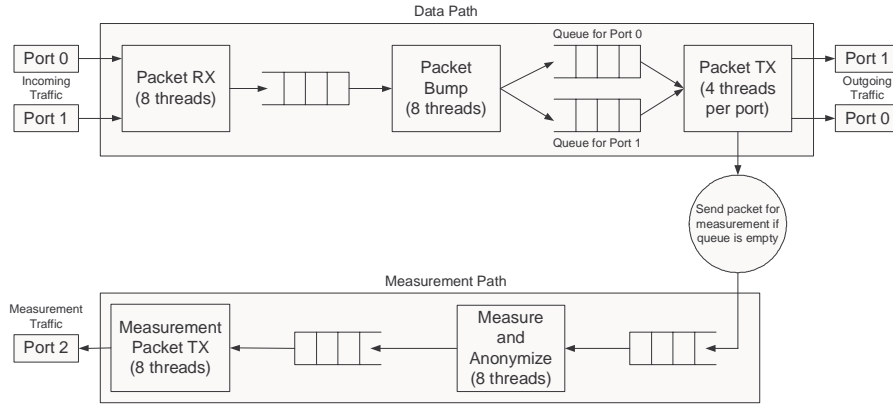 Data Path
Port 0
Incoming
Traffic
Port 1
Packet RX
(8 threads)
Packet
Bump
(8 threads)
Queue for Port 0
Queue for Port 1
Packet TX
(4 threads
per port)
Port 1
Outgoing
Traffic
Port 0
Send packet for
measurement if
queue is empty
Measurement Path
Measurement
Traffic
Port 2
Measurement
Packet TX
(8 threads)
Measure
and
Anonymize
(8 threads)